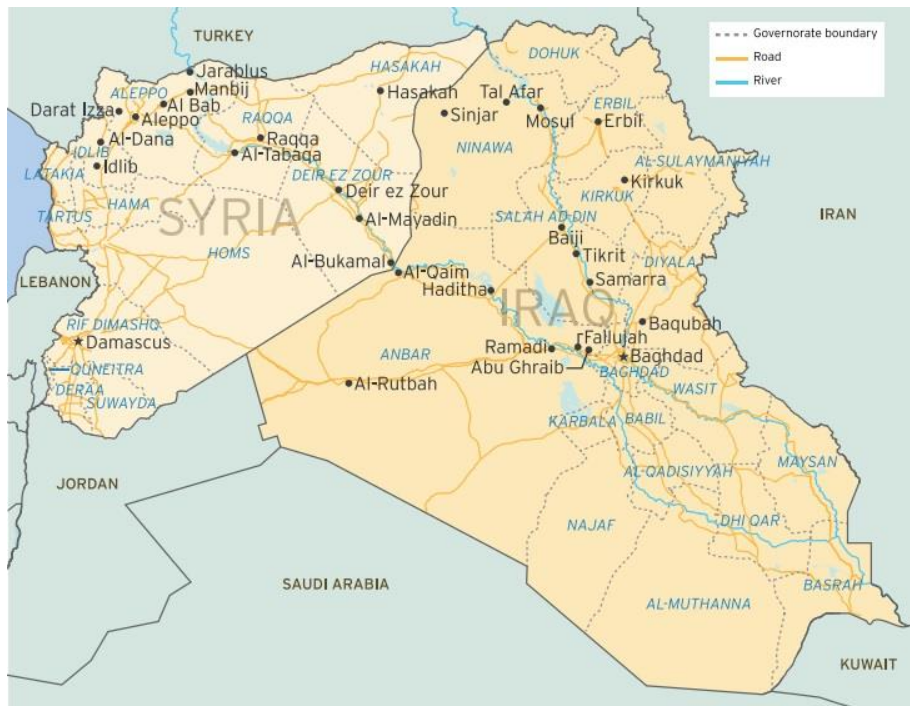 TURKEY
Governorate boundary
Road
River
Jarablus
Manbij
ALEPPO
Al Bab
Darat Izza
Aleppo
Al-Dana
IDLIB
Idlib
LATAKIA
TARTUS
HAMA
HASAKAH
Hasakah
RAQQA
Raqqa
Al-Tabaqa
DEIR EZ ZOUR
Deir ez Zour
SYRIA
Al-Mayadin
HOMS
Al-Bukamal
LEBANON
RIF DIMASHQ
Damascus
QUNEITRA
DERAA
SUWAYDA
DOHUK
Tal Afar
Sinjar
Mosul
ERBIL
Erbil
NINAWA
AL-SULAYMANIYAH
Kirkuk
KIRKUK
SALAH AD-DIN
Baiji
Tikrit
DIYALA
Samarra
Al-Qaim
Haditha
IRAQ
IRAN
Baqubah
Fallujah
Ramadi
Abu Ghraib
Baghdad
BAGHDAD
ANBAR
Al-Rutbah
WASIT
KARBALA
BABIL
AL-QADISIYYAH
MAYSAN
NAJAF
DHI QAR
BASRAH
AL-MUTHANNA
JORDAN
SAUDI ARABIA
KUWAIT